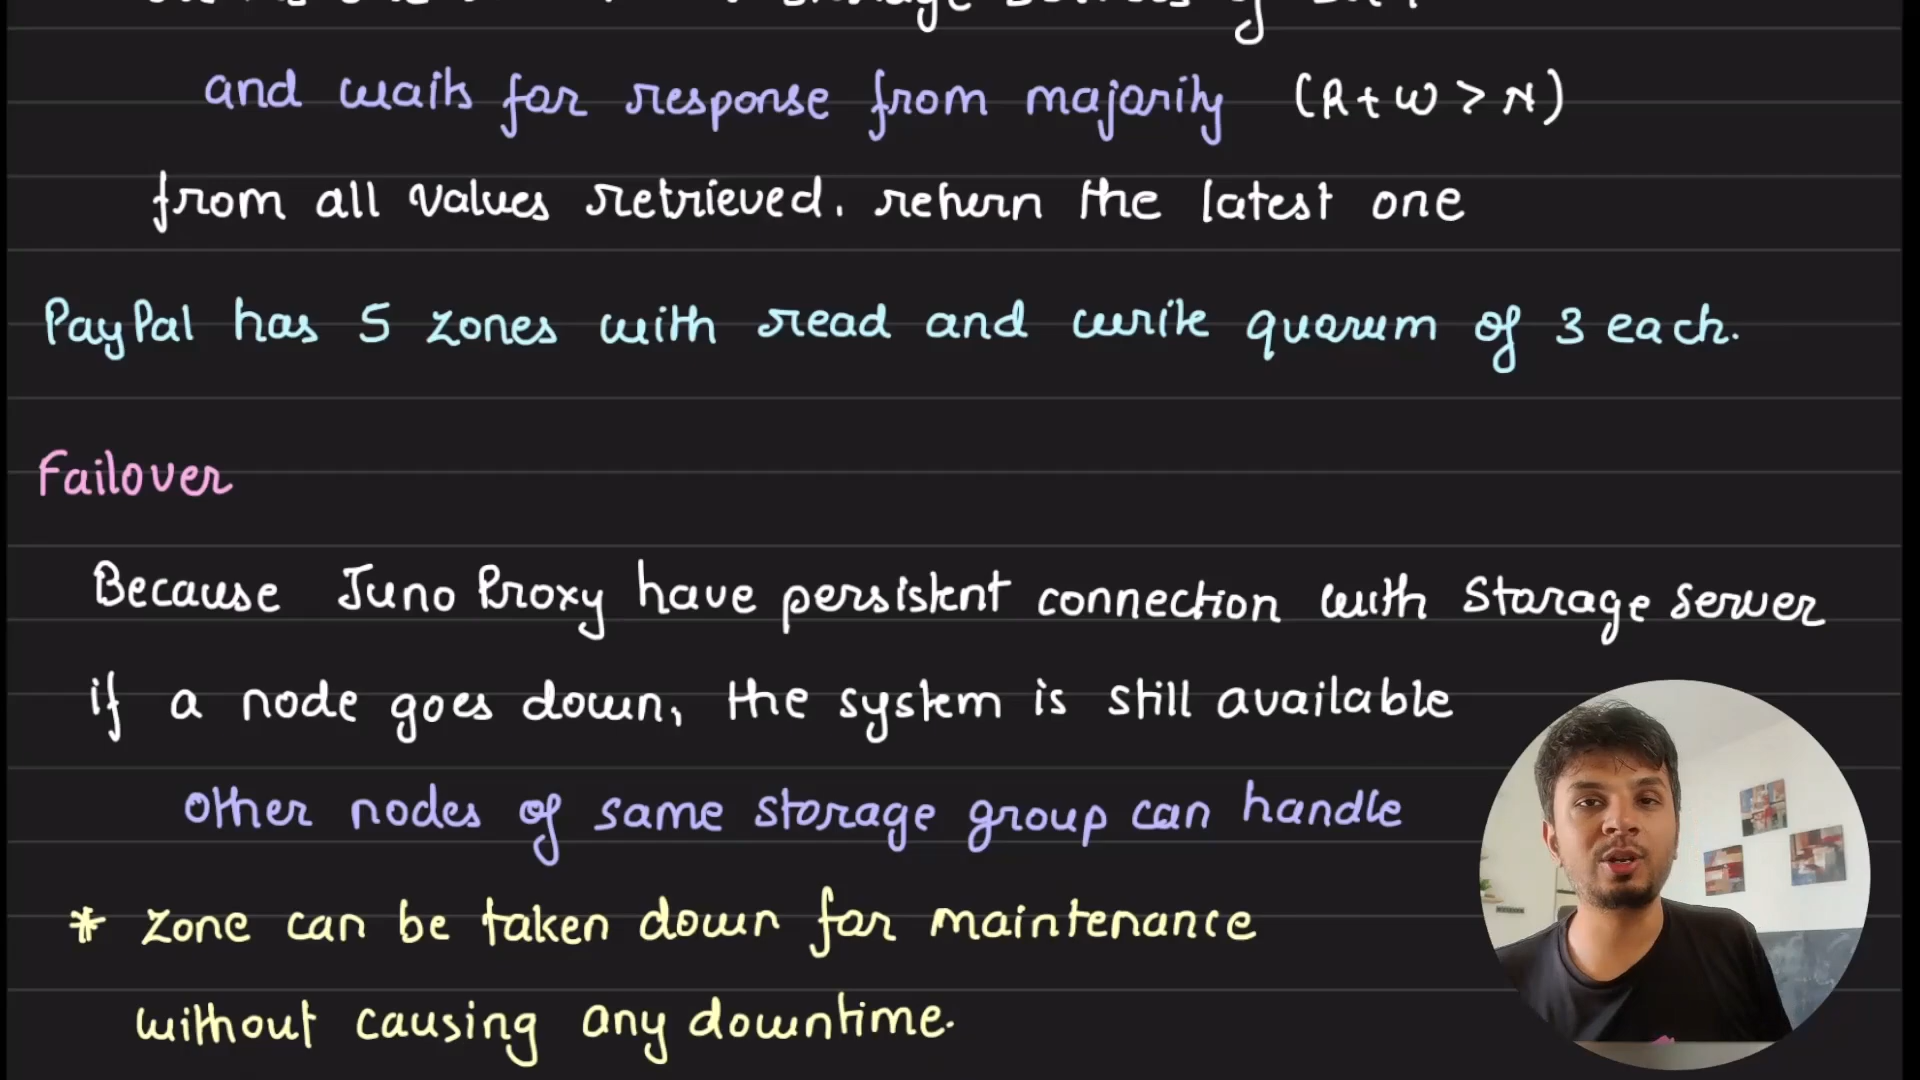 storage servers of
and waits for response from majority (R + W > N)
from all values retrieved. return the latest one
PayPal has 5 zones with read and write quorum of 3 each.
Failover
Because Juno Proxy have persistent connection with storage server
if a node goes down, the system is still available
other nodes of same storage group can handle
* zone can be taken down for maintenance
without causing any downtime.